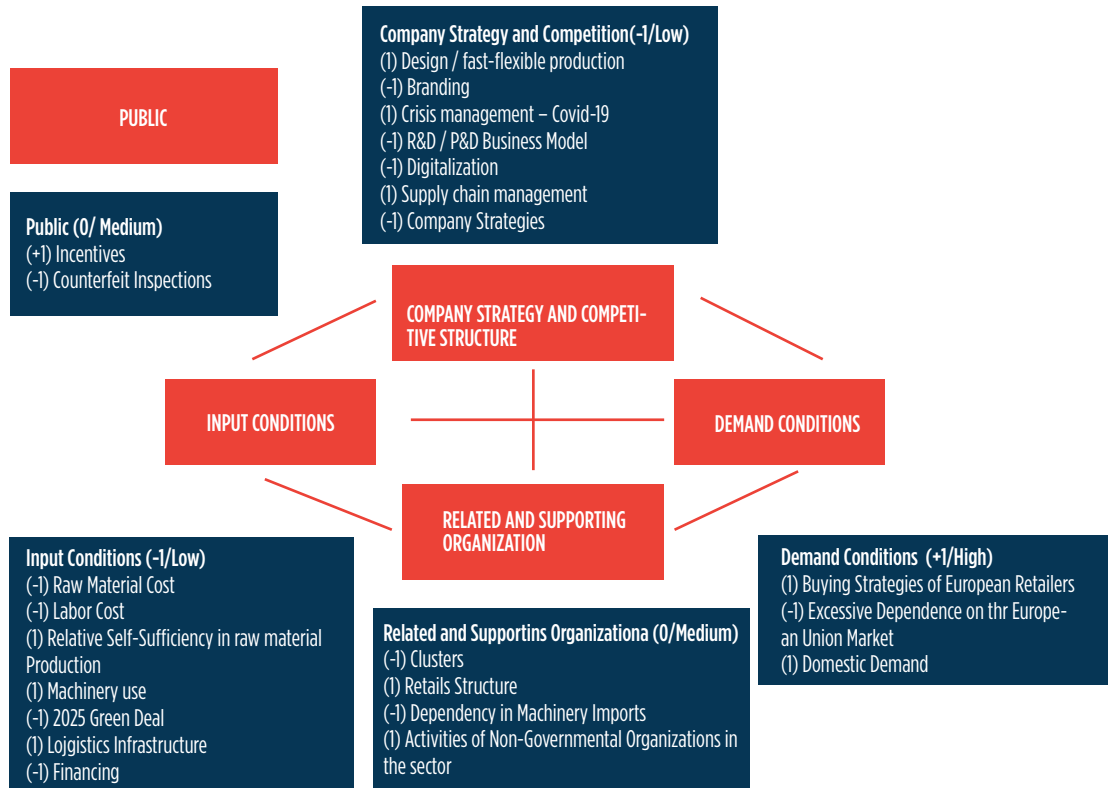 Company Strategy and Competition(-1/Low)
(1) Design / fast-flexible production
(-1) Branding
(1) Crisis management – Covid-19
(-1) R&D / P&D Business Model
(-1) Digitalization
(1) Supply chain management
(-1) Company Strategies
PUBLIC
Public (0/ Medium)
(+1) Incentives
(-1) Counterfeit Inspections
COMPANY STRATEGY AND COMPETI-
TIVE STRUCTURE
INPUT CONDITIONS
DEMAND CONDITIONS
RELATED AND SUPPORTING
ORGANIZATION
Input Conditions (-1/Low)
(-1) Raw Material Cost
(-1) Labor Cost
(1) Relative Self-Sufficiency in raw material
Production
(1) Machinery use
(-1) 2025 Green Deal
(1) Lojgistics Infrastructure
(-1) Financing
Related and Supportins Organizationa (0/Medium)
(-1) Clusters
(1) Retails Structure
(-1) Dependency in Machinery Imports
(1) Activities of Non-Governmental Organizations in
the sector
Demand Conditions (+1/High)
(1) Buying Strategies of European Retailers
(-1) Excessive Dependence on thr Europe-
an Union Market
(1) Domestic Demand